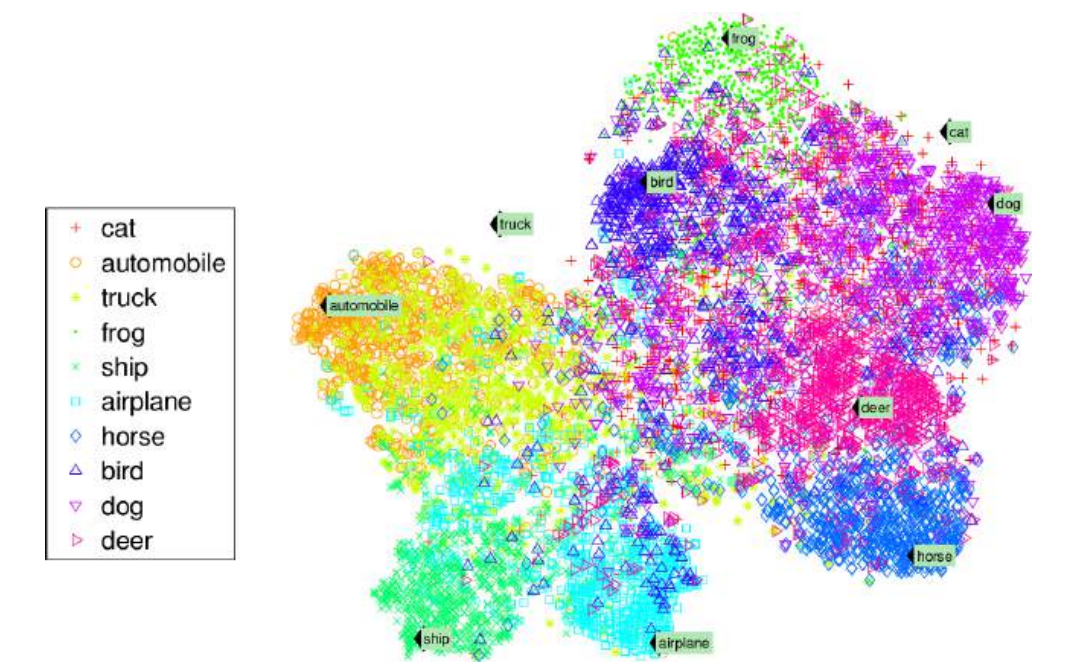 frog
cat
bird
dog
truck
automobile
deer
horse
ship
airplane
cat
automobile
truck
frog
ship
airplane
horse
bird
dog
deer